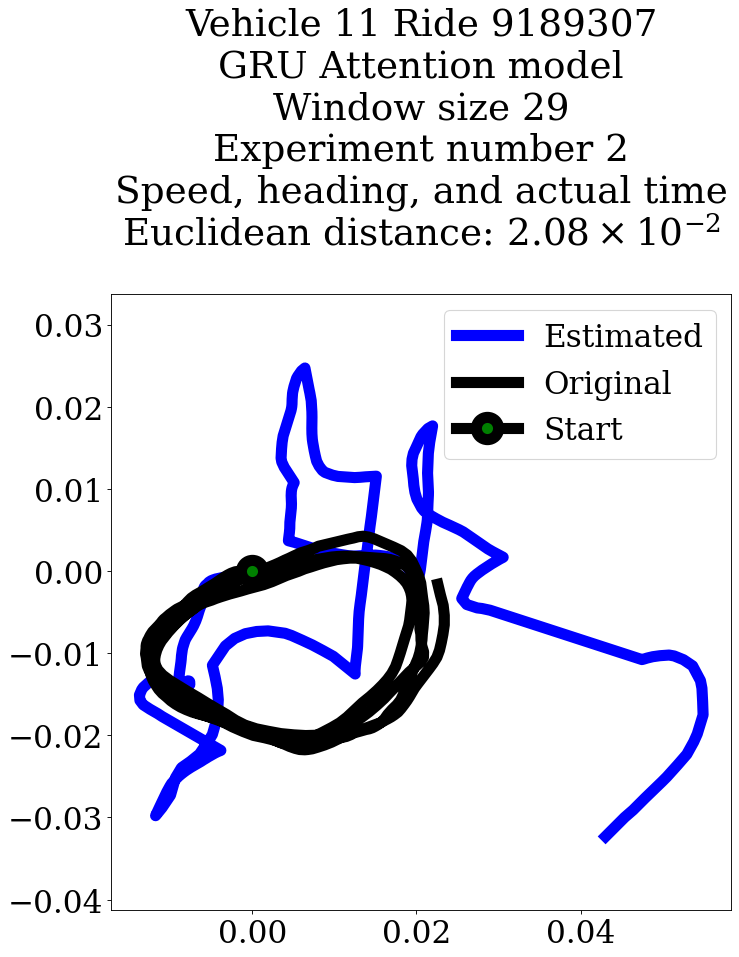 Vehicle 11 Ride 9189307
GRU Attention model
Window size 29
Experiment number 2
Speed, heading, and actual time
Euclidean distance: 2.08 × 10⁻²
Estimated
Original
Start
0.03
0.02
0.01
0.00
−0.01
−0.02
−0.03
−0.04
0.00 0.02 0.04